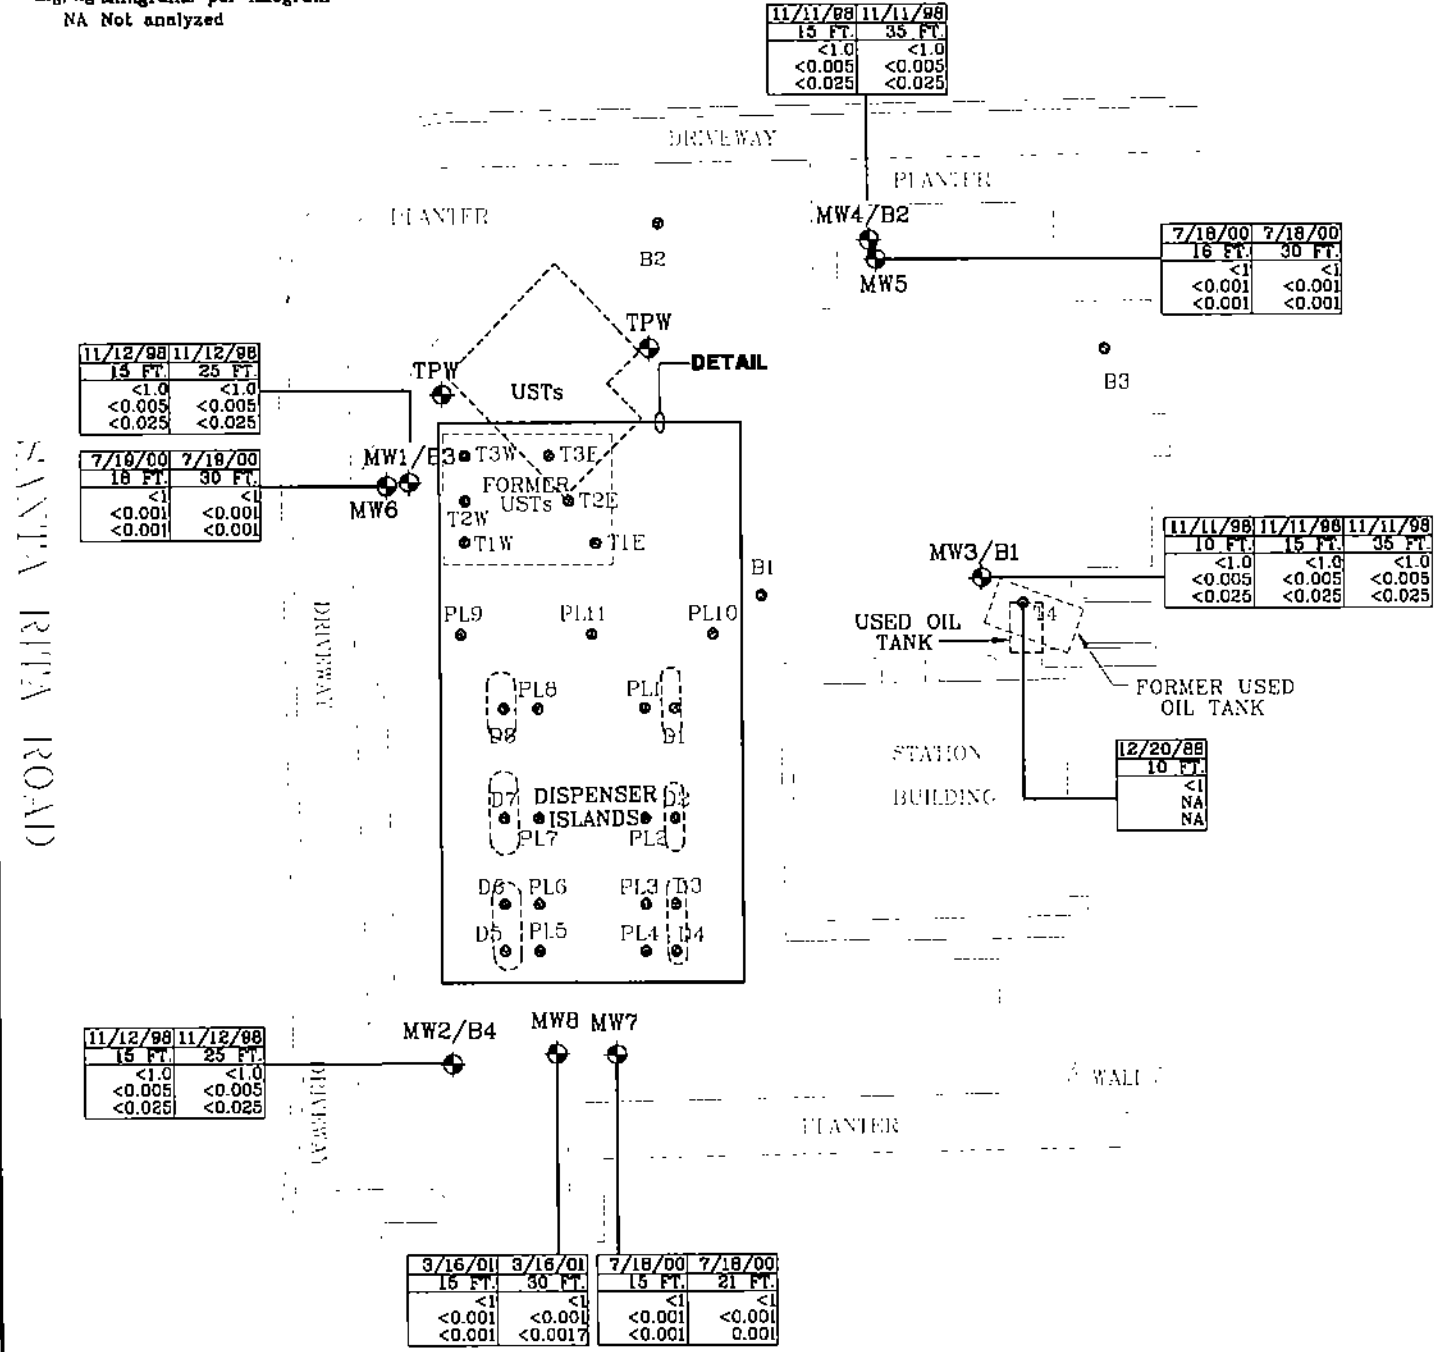 per kilogram
NA Not analyzed
11/11/98 11/11/98
15 FT. 35 FT.
<1.0 <1.0
<0.005 <0.005
<0.025 <0.025
DRIVEWAY
PLANTER
PLANTER
MW4/B2
B2
MW5
7/18/00 7/18/00
16 FT. 30 FT.
<1 <1
<0.001 <0.001
<0.001 <0.001
TPW
TPW
DETAIL
USTs
B3
11/12/98 11/12/98
15 FT. 25 FT.
<1.0 <1.0
<0.005 <0.005
<0.025 <0.025
7/19/00 7/19/00
18 FT. 30 FT.
<1 <1
<0.001 <0.001
<0.001 <0.001
MW1/B3
MW6
T3W
T3E
FORMER
USTs
T2W
T2E
T1W
T1E
SANTA RITA ROAD
B1
MW3/B1
11/11/98 11/11/98 11/11/98
10 FT. 15 FT. 35 FT.
<1.0 <1.0 <1.0
<0.005 <0.005 <0.005
<0.025 <0.025 <0.025
T4
USED OIL
TANK
FORMER USED
OIL TANK
DRIVEWAY
PL9
PL11
PL10
PL8
PL1
D8
D1
STATION
BUILDING
12/20/88
10 FT.
<1
NA
NA
D7
DISPENSER
ISLANDS
D2
PL7
PL2
D6
PL6
PL3
D3
D5
PL5
PL4
D4
MW2/B4
MW8
MW7
11/12/98 11/12/98
15 FT. 25 FT.
<1.0 <1.0
<0.005 <0.005
<0.025 <0.025
DRIVEWAY
WALL
PLANTER
3/16/01 3/16/01
15 FT. 30 FT.
<1 <1
<0.001 <0.001
<0.001 <0.0017
7/18/00 7/18/00
15 FT. 21 FT.
<1 <1
<0.001 <0.001
<0.001 0.001